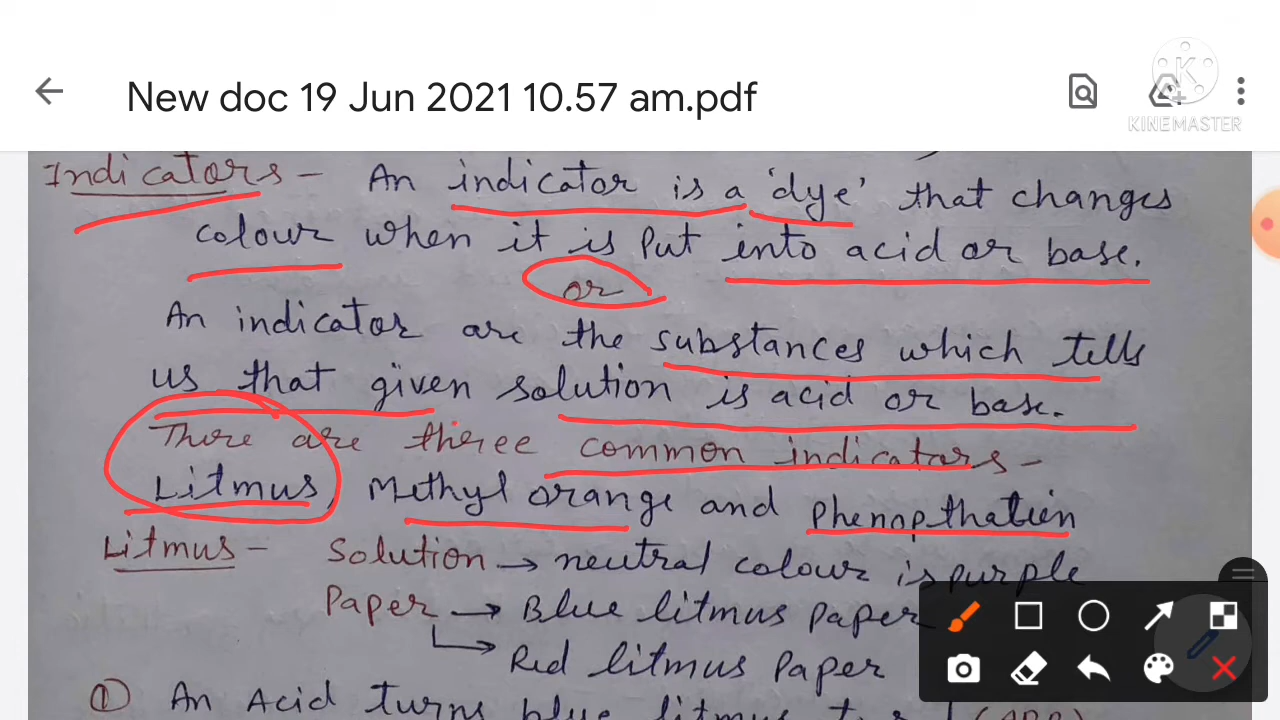 New doc 19 Jun 2021 10.57 am.pdf
KINEMASTER
Indicators - An indicator is a 'dye' that changes
colour when it is put into acid or base.
or
An indicator are the substances which tells
us that given solution is acid or base.
There are three common indicators -
Litmus, Methyl orange and
Litmus - Solution → neutral colour is purple
Paper → Blue litmus paper
↳ Red litmus paper
① An Acid turns blue litmus